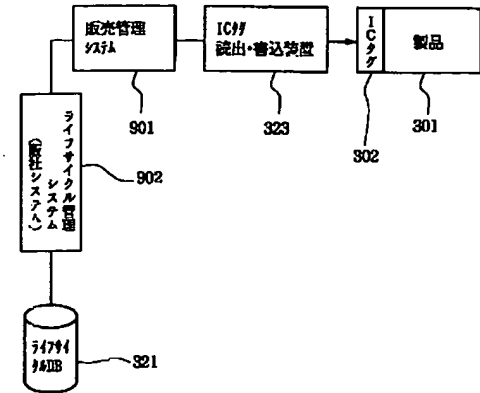 販売管理
システム
901
ICタグ
読出・書込装置
323
ICタグ
302
製品
301
ライフサイクル管理
システム
(販社システムへ)
902
ライフサイ
クルDB
321